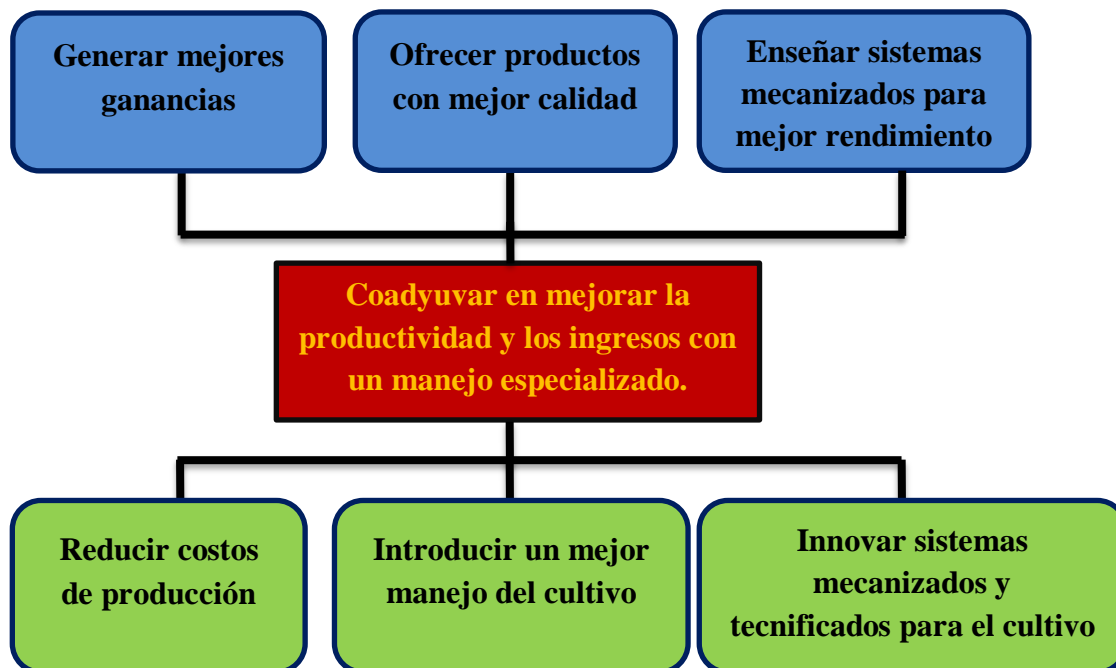 Generar mejores
ganancias
Ofrecer productos
con mejor calidad
Enseñar sistemas
mecanizados para
mejor rendimiento
Coadyuvar en mejorar la
productividad y los ingresos con
un manejo especializado.
Reducir costos
de producción
Introducir un mejor
manejo del cultivo
Innovar sistemas
mecanizados y
tecnificados para el cultivo